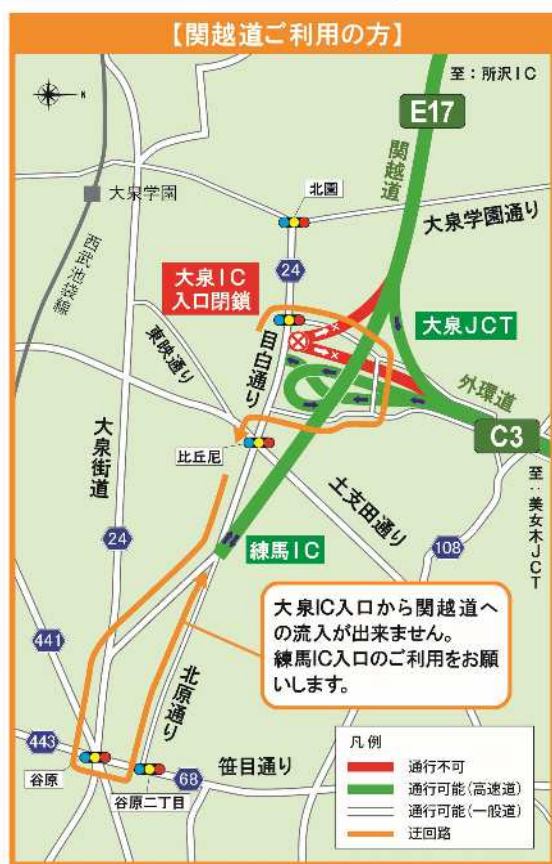 【関越道ご利用の方】
至：所沢IC
N
E17
関越道
大泉学園
北園
大泉学園通り
西武池袋線
24
大泉IC
入口閉鎖
大泉JCT
東映通り
目白通り
外環道
C3
比丘尼
大泉街道
土支田通り
至：美女木JCT
24
練馬IC
108
大泉IC入口から関越道へ
の流入が出来ません。
練馬IC入口のご利用をお願
いします。
441
北原通り
443
谷原
谷原二丁目
68
笹目通り
凡例
通行不可
通行可能(高速道)
通行可能(一般道)
迂回路